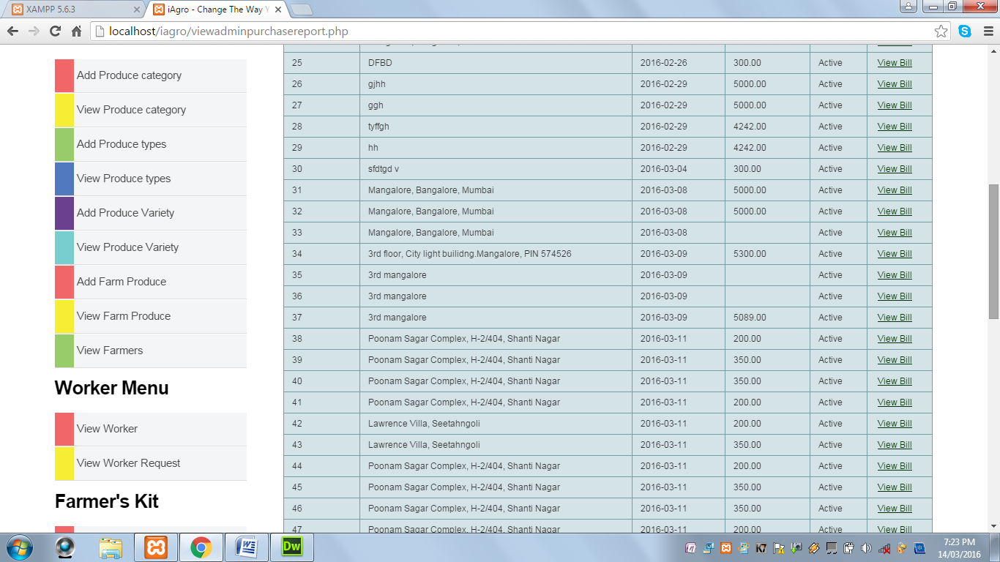 XAMPP 5.6.3
iAgro - Change The Way Y
localhost/iagro/viewadminpurchasereport.php
Add Produce category
View Produce category
Add Produce types
View Produce types
Add Produce Variety
View Produce Variety
Add Farm Produce
View Farm Produce
View Farmers
Worker Menu
View Worker
View Worker Request
Farmer's Kit
25 DFBD 2016-02-26 300.00 Active View Bill
26 gjhh 2016-02-29 5000.00 Active View Bill
27 ggh 2016-02-29 5000.00 Active View Bill
28 tyffgh 2016-02-29 4242.00 Active View Bill
29 hh 2016-02-29 4242.00 Active View Bill
30 sfdtgd v 2016-03-04 300.00 Active View Bill
31 Mangalore, Bangalore, Mumbai 2016-03-08 5000.00 Active View Bill
32 Mangalore, Bangalore, Mumbai 2016-03-08 5000.00 Active View Bill
33 Mangalore, Bangalore, Mumbai 2016-03-08 Active View Bill
34 3rd floor, City light builidng.Mangalore, PIN 574526 2016-03-09 5300.00 Active View Bill
35 3rd mangalore 2016-03-09 Active View Bill
36 3rd mangalore 2016-03-09 Active View Bill
37 3rd mangalore 2016-03-09 5089.00 Active View Bill
38 Poonam Sagar Complex, H-2/404, Shanti Nagar 2016-03-11 200.00 Active View Bill
39 Poonam Sagar Complex, H-2/404, Shanti Nagar 2016-03-11 350.00 Active View Bill
40 Poonam Sagar Complex, H-2/404, Shanti Nagar 2016-03-11 350.00 Active View Bill
41 Poonam Sagar Complex, H-2/404, Shanti Nagar 2016-03-11 200.00 Active View Bill
42 Lawrence Villa, Seetahngoli 2016-03-11 200.00 Active View Bill
43 Lawrence Villa, Seetahngoli 2016-03-11 350.00 Active View Bill
44 Poonam Sagar Complex, H-2/404, Shanti Nagar 2016-03-11 200.00 Active View Bill
45 Poonam Sagar Complex, H-2/404, Shanti Nagar 2016-03-11 350.00 Active View Bill
46 Poonam Sagar Complex, H-2/404, Shanti Nagar 2016-03-11 350.00 Active View Bill
47 Poonam Sagar Complex, H-2/404, Shanti Nagar 2016-03-11 200.00 Active View Bill
Dw
7:23 PM
14/03/2016